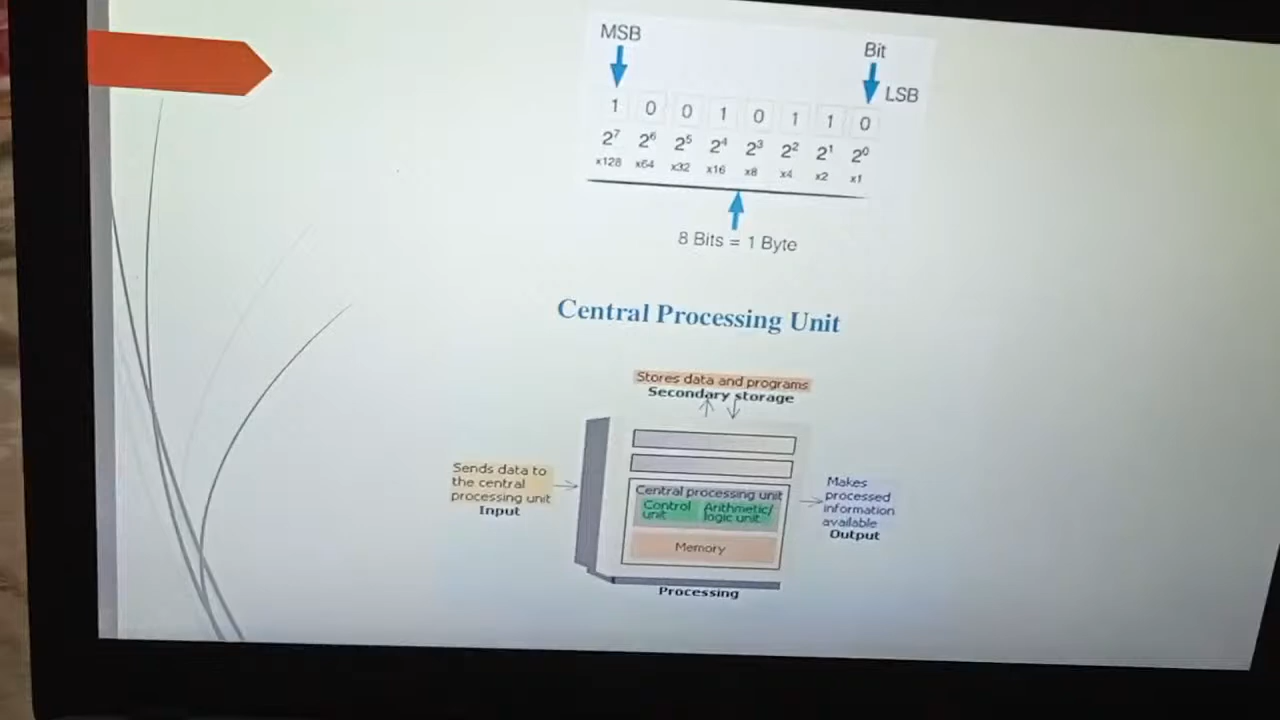 MSB
Bit
LSB
1 0 0 1 0 1 1 0
2⁷ 2⁶ 2⁵ 2⁴ 2³ 2² 2¹ 2⁰
x128 x64 x32 x16 x8 x4 x2 x1
8 Bits = 1 Byte
Central Processing Unit
Stores data and programs
Secondary storage
Sends data to
the central
processing unit
Input
Central processing unit
Control
unit
Arithmetic/
logic unit
Memory
Processing
Makes
processed
information
available
Output